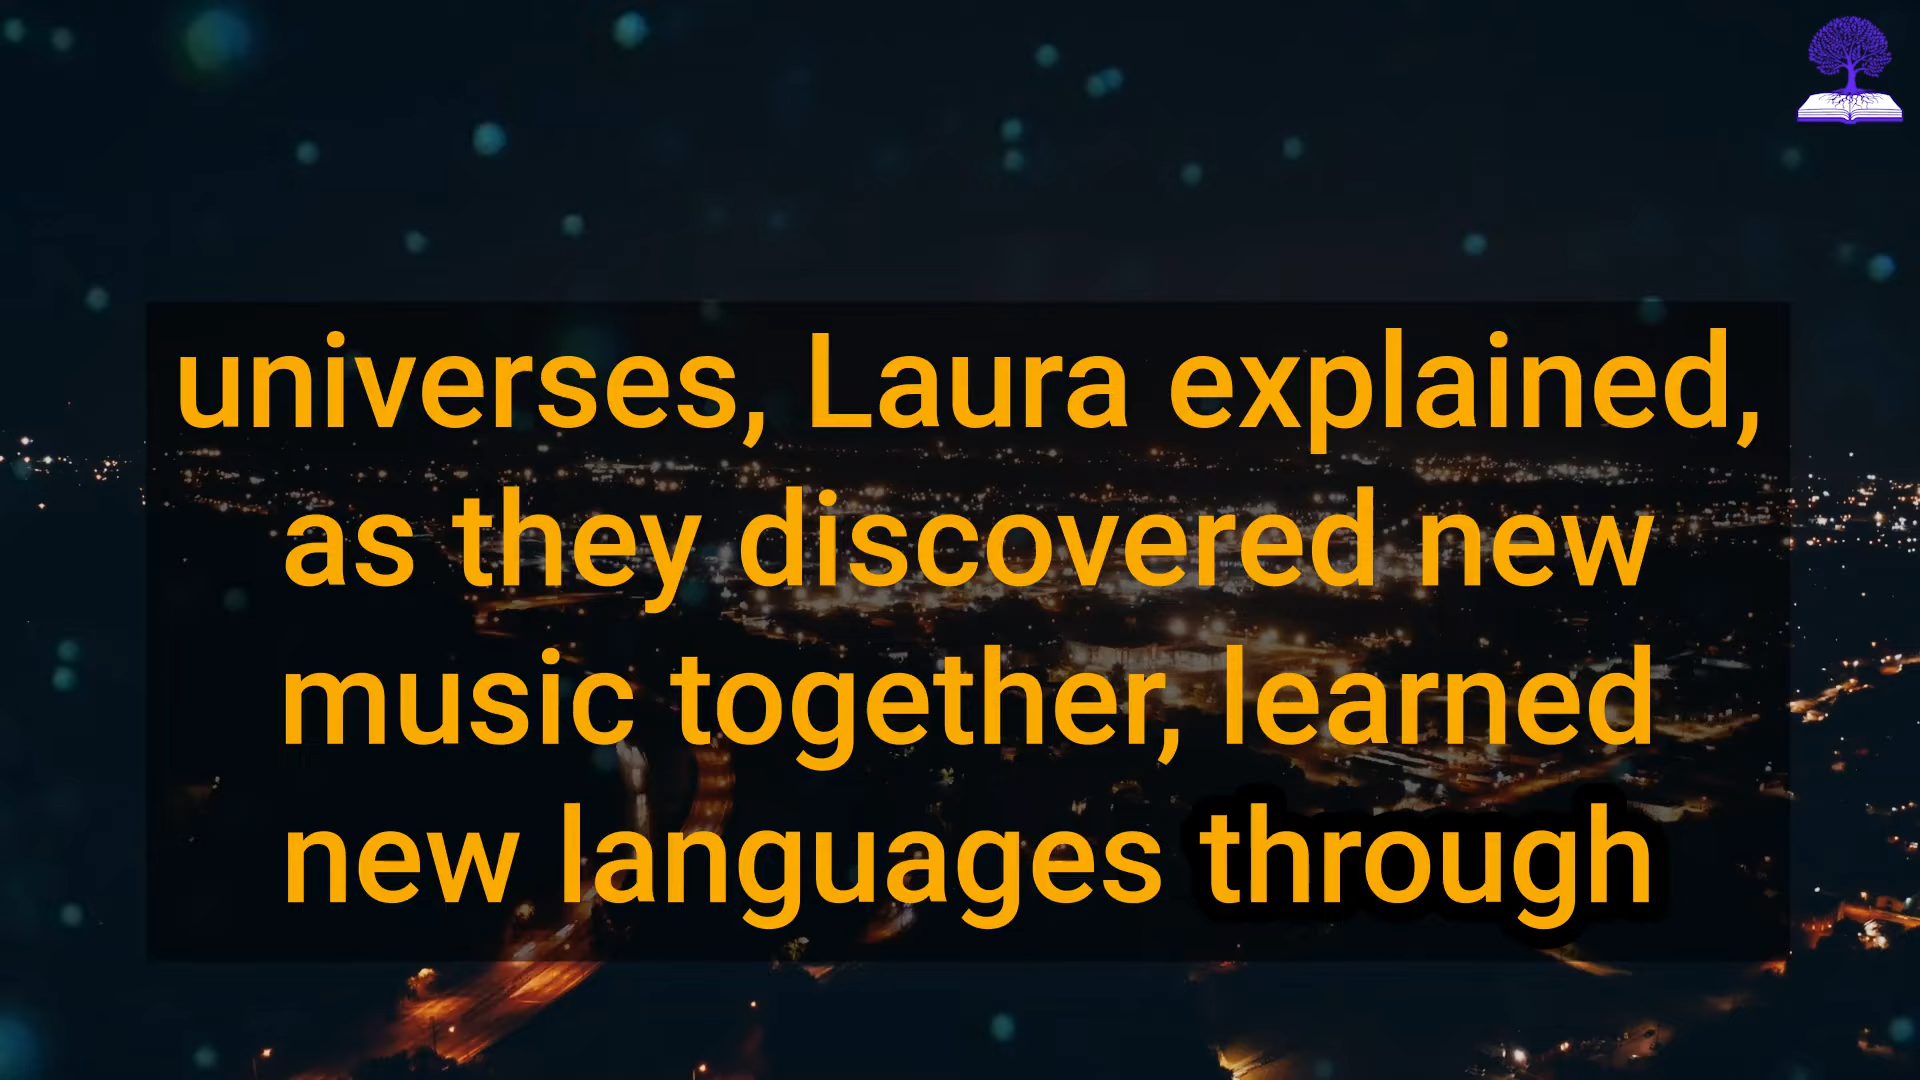 universes, Laura explained,
as they discovered new
music together, learned
new languages through